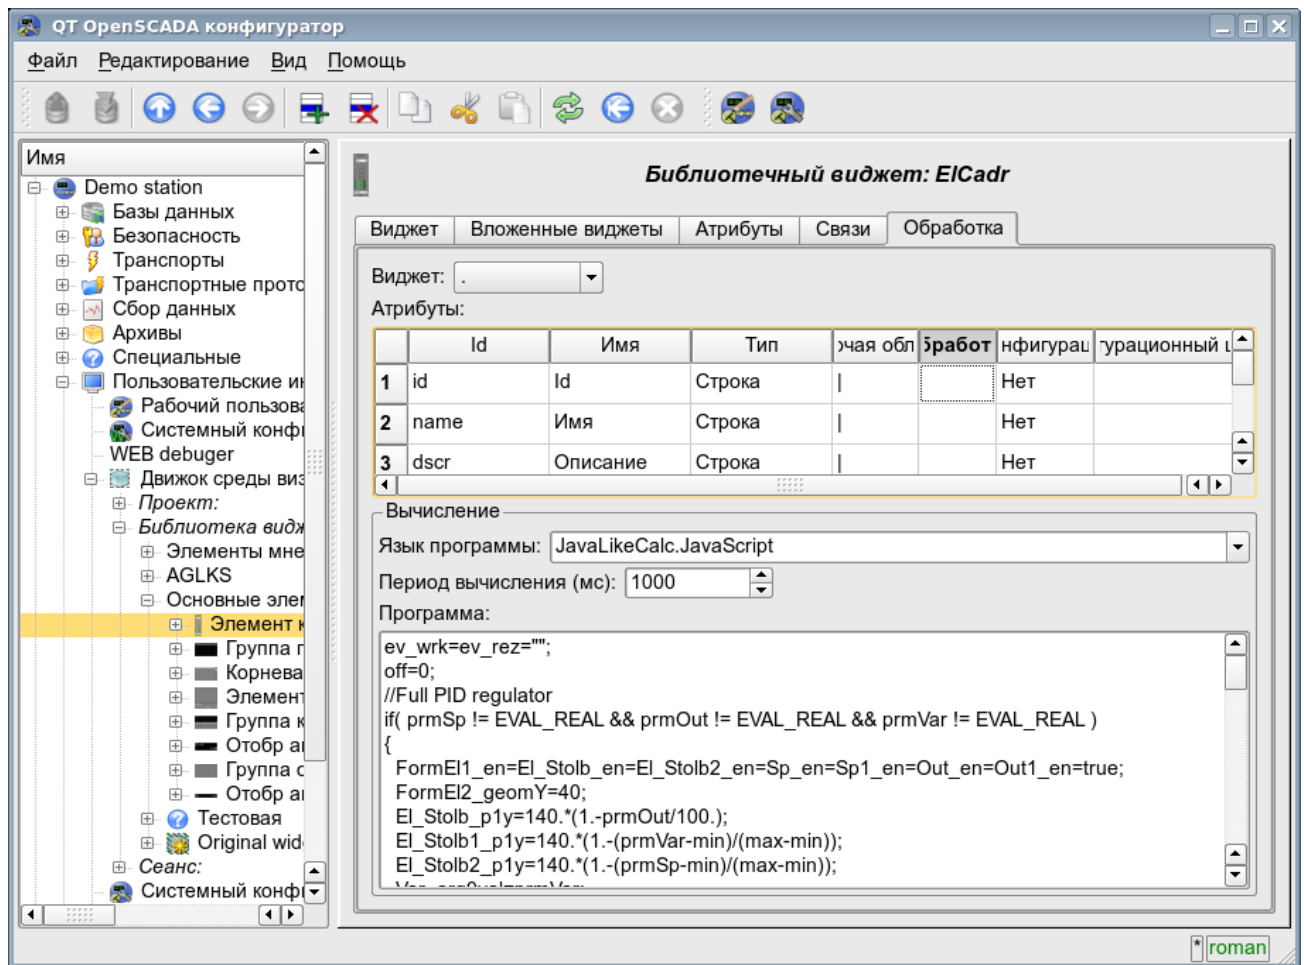 QT OpenSCADA конфигуратор
Файл Редактирование Вид Помощь
Имя
Demo station
Базы данных
Безопасность
Транспорты
Транспортные прото
Сбор данных
Архивы
Специальные
Пользовательские ин
Рабочий пользова
Системный конфи
WEB debuger
Движок среды виз
Проект:
Библиотека видж
Элементы мне
AGLKS
Основные элем
Элемент к
Группа г
Корнева
Элемент
Группа к
Отобр а
Группа с
Отобр а
Тестовая
Original wid
Сеанс:
Системный конфи
Библиотечный виджет: ElCadr
Виджет Вложенные виджеты Атрибуты Связи Обработка
Виджет: .
Атрибуты:
Id Имя Тип очая обл бработ нфигурац турационный ш
1 id Id Строка | Нет
2 name Имя Строка | Нет
3 dscr Описание Строка | Нет
Вычисление
Язык программы: JavaLikeCalc.JavaScript
Период вычисления (мс): 1000
Программа:
ev_wrk=ev_rez="";
off=0;
//Full PID regulator
if( prmSp != EVAL_REAL && prmOut != EVAL_REAL && prmVar != EVAL_REAL )
{
FormEl1_en=El_Stolb_en=El_Stolb2_en=Sp_en=Sp1_en=Out_en=Out1_en=true;
FormEl2_geomY=40;
El_Stolb_p1y=140.*(1.-prmOut/100.);
El_Stolb1_p1y=140.*(1.-(prmVar-min)/(max-min));
El_Stolb2_p1y=140.*(1.-(prmSp-min)/(max-min));
* roman